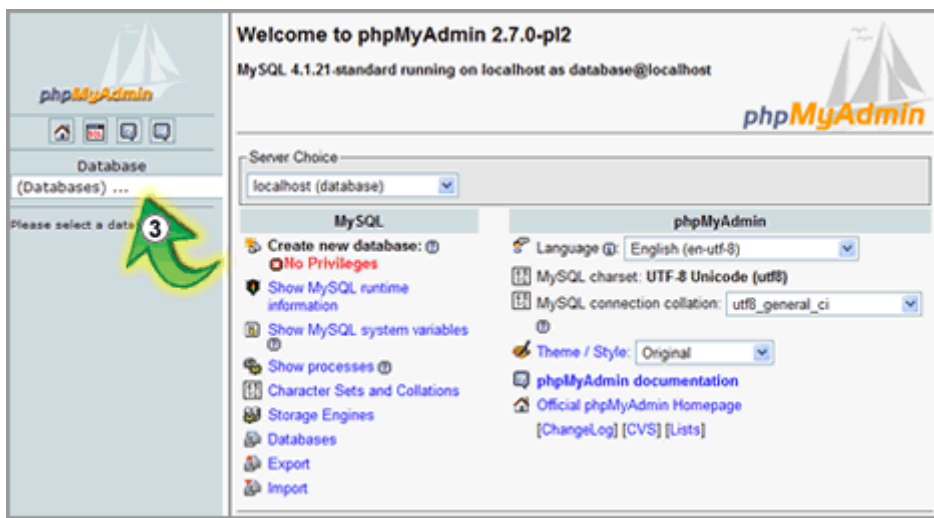 phpMyAdmin
Database
(Databases) ...
Please select a dat
3
Welcome to phpMyAdmin 2.7.0-pl2
MySQL 4.1.21-standard running on localhost as database@localhost
phpMyAdmin
Server Choice
localhost (database)
MySQL
Create new database:
No Privileges
Show MySQL runtime
information
Show MySQL system variables
Show processes
Character Sets and Collations
Storage Engines
Databases
Export
Import
phpMyAdmin
Language: English (en-utf-8)
MySQL charset: UTF-8 Unicode (utf8)
MySQL connection collation: utf8_general_ci
Theme / Style: Original
phpMyAdmin documentation
Official phpMyAdmin Homepage
[ChangeLog] [CVS] [Lists]